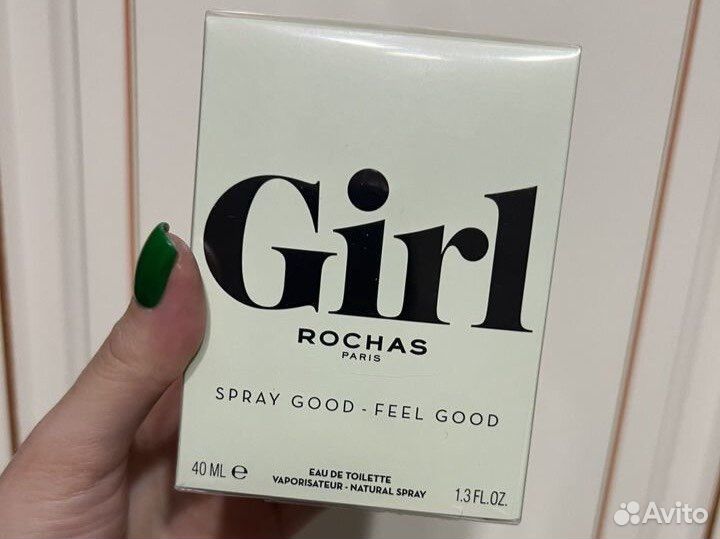 Girl
ROCHAS
PARIS
SPRAY GOOD - FEEL GOOD
40 ML ℮
EAU DE TOILETTE
VAPORISATEUR - NATURAL SPRAY
1.3 FL.OZ.
Avito